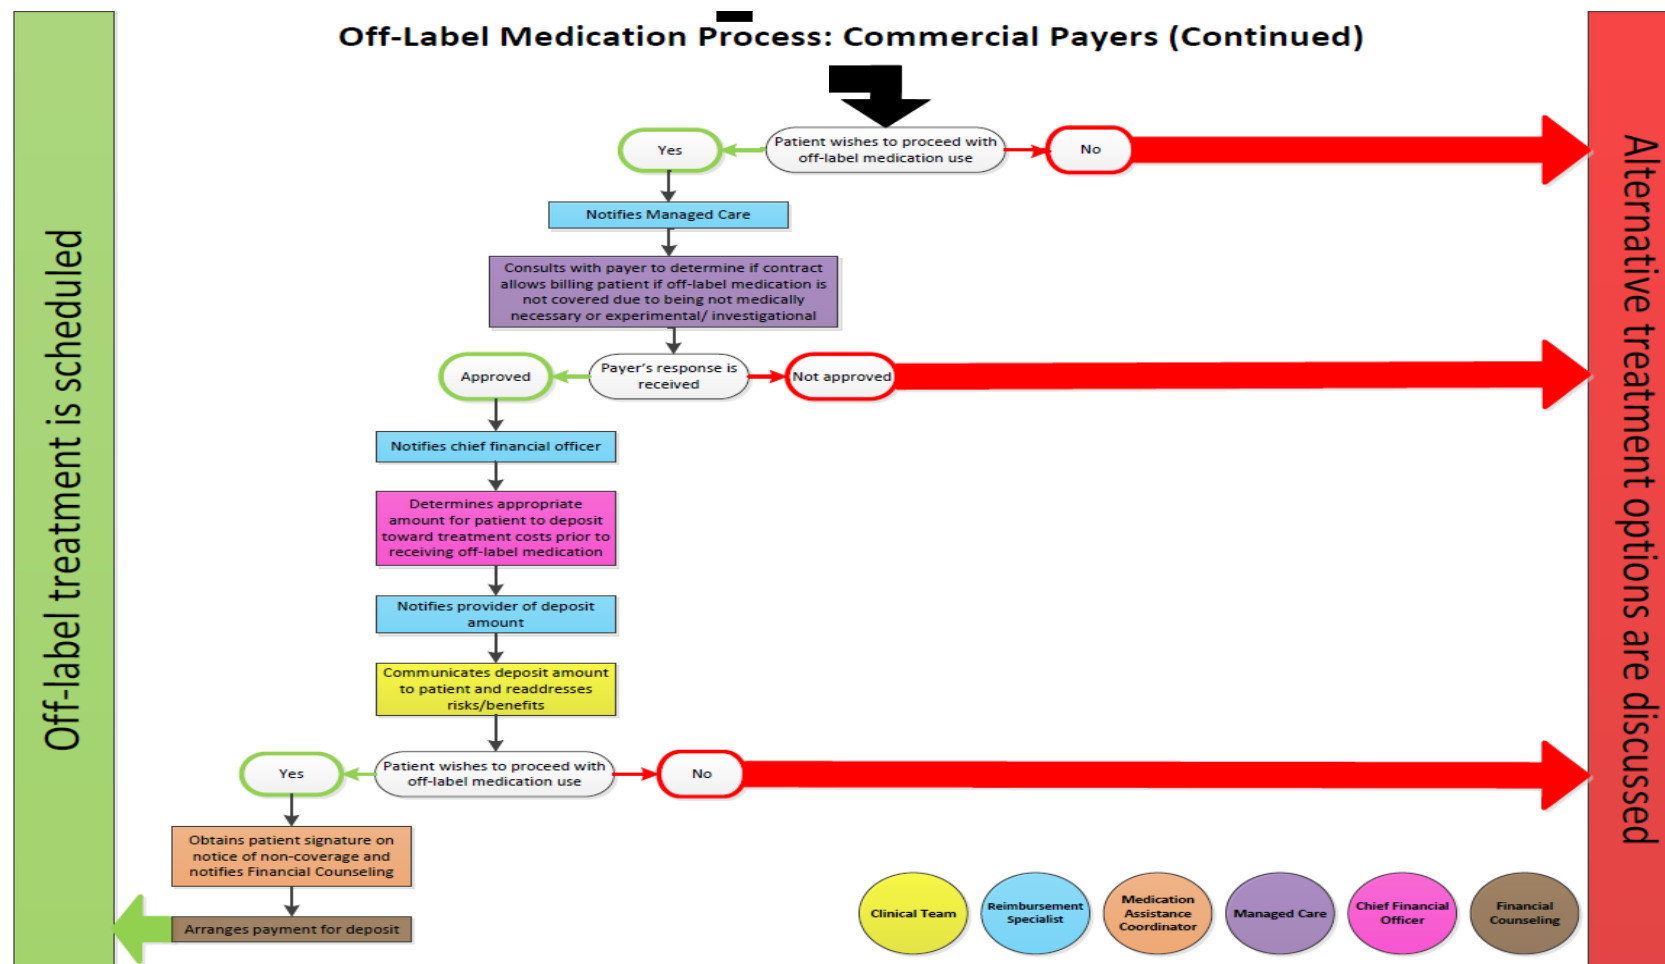 Off-Label Medication Process: Commercial Payers (Continued)
Off-label treatment is scheduled
Alternative treatment options are discussed
Patient wishes to proceed with
off-label medication use
Yes
No
Notifies Managed Care
Consults with payer to determine if contract
allows billing patient if off-label medication is
not covered due to being not medically
necessary or experimental/ investigational
Payer's response is
received
Approved
Not approved
Notifies chief financial officer
Determines appropriate
amount for patient to deposit
toward treatment costs prior to
receiving off-label medication
Notifies provider of deposit
amount
Communicates deposit amount
to patient and readdresses
risks/benefits
Patient wishes to proceed with
off-label medication use
Yes
No
Obtains patient signature on
notice of non-coverage and
notifies Financial Counseling
Arranges payment for deposit
Clinical Team
Reimbursement
Specialist
Medication
Assistance
Coordinator
Managed Care
Chief Financial
Officer
Financial
Counseling